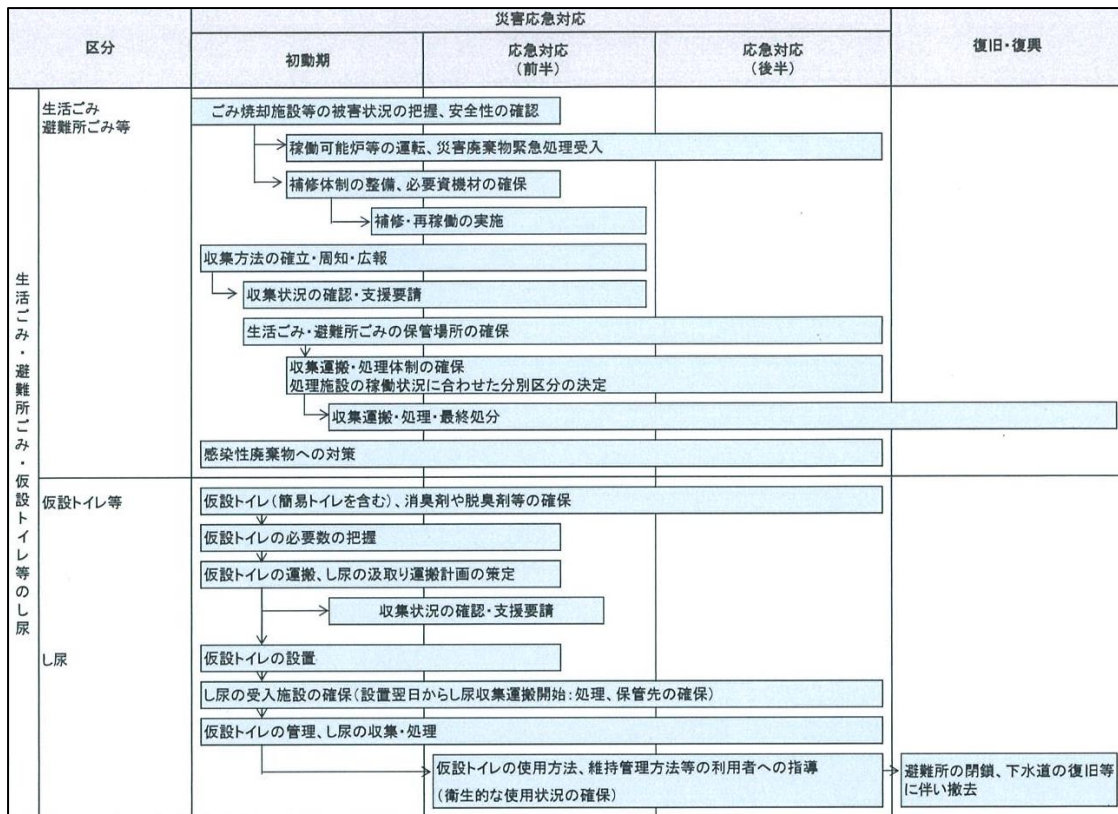 区分
災害応急対応
初動期
応急対応
(前半)
応急対応
(後半)
復旧・復興
生活ごみ・避難所ごみ・仮設トイレ等のし尿
生活ごみ
避難所ごみ等
ごみ焼却施設等の被害状況の把握、安全性の確認
稼働可能炉等の運転、災害廃棄物緊急処理受入
補修体制の整備、必要資機材の確保
補修・再稼働の実施
収集方法の確立・周知・広報
収集状況の確認・支援要請
生活ごみ・避難所ごみの保管場所の確保
収集運搬・処理体制の確保
処理施設の稼働状況に合わせた分別区分の決定
収集運搬・処理・最終処分
感染性廃棄物への対策
仮設トイレ等
仮設トイレ(簡易トイレを含む)、消臭剤や脱臭剤等の確保
仮設トイレの必要数の把握
仮設トイレの運搬、し尿の汲取り運搬計画の策定
収集状況の確認・支援要請
し尿
仮設トイレの設置
し尿の受入施設の確保(設置翌日からし尿収集運搬開始:処理、保管先の確保)
仮設トイレの管理、し尿の収集・処理
仮設トイレの使用方法、維持管理方法等の利用者への指導
(衛生的な使用状況の確保)
避難所の閉鎖、下水道の復旧等
に伴い撤去